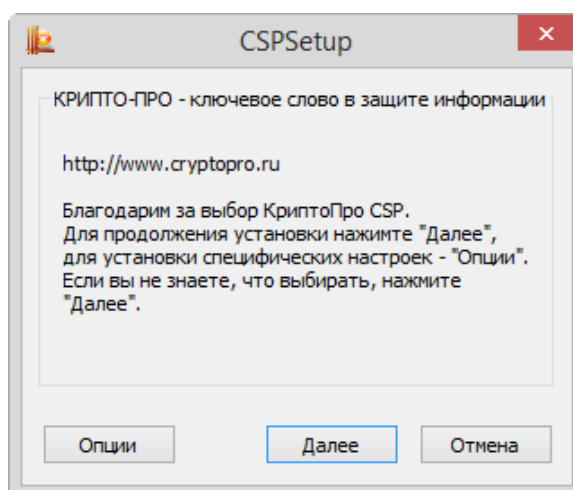 CSPSetup
КРИПТО-ПРО - ключевое слово в защите информации
http://www.cryptopro.ru
Благодарим за выбор КриптоПро CSP.
Для продолжения установки нажимте "Далее",
для установки специфических настроек - "Опции".
Если вы не знаете, что выбирать, нажмите
"Далее".
Опции
Далее
Отмена